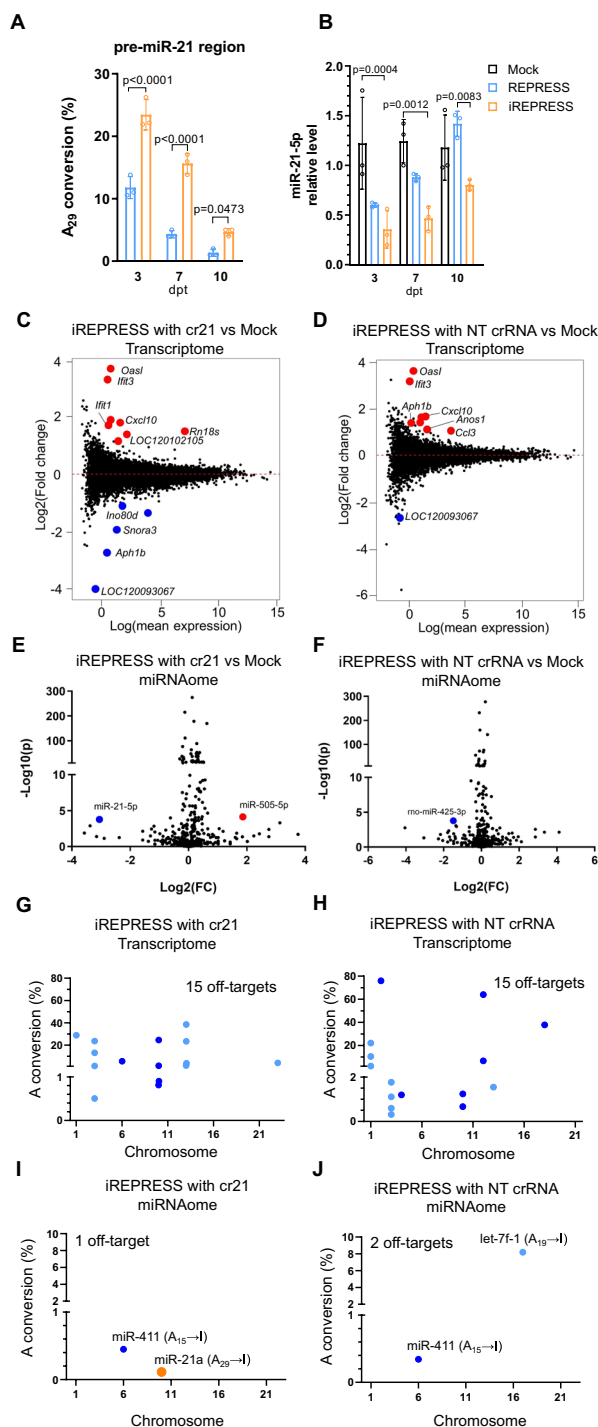 A
pre-miR-21 region
A29 conversion (%)
30
20
10
0
p<0.0001
p<0.0001
p=0.0473
3
7
10
dpt
B
miR-21-5p
relative level
2.0
1.5
1.0
0.5
0.0
p=0.0004
p=0.0012
p=0.0083
Mock
REPRESS
iREPRESS
3
7
10
dpt
C
iREPRESS with cr21 vs Mock
Transcriptome
Log2(Fold change)
4
2
0
-2
-4
Oasl
Ifit3
Ifit1
Cxcl10
Rn18s
LOC120102105
Ino80d
Snora3
Aph1b
LOC120093067
0
5
10
15
Log(mean expression)
D
iREPRESS with NT crRNA vs Mock
Transcriptome
Log2(Fold change)
4
2
0
-2
-4
-6
Oasl
Ifit3
Aph1b
Cxcl10
Anos1
Ccl3
LOC120093067
0
5
10
15
Log(mean expression)
E
iREPRESS with cr21 vs Mock
miRNAome
-Log10(p)
300
200
100
10
5
0
miR-21-5p
miR-505-5p
-4
-2
0
2
4
Log2(FC)
F
iREPRESS with NT crRNA vs Mock
miRNAome
-Log10(p)
300
200
100
10
5
0
rno-miR-425-3p
-6
-4
-2
0
2
4
6
Log2(FC)
G
iREPRESS with cr21
Transcriptome
A conversion (%)
15 off-targets
80
60
40
20
2
1
0
1
6
11
16
21
Chromosome
H
iREPRESS with NT crRNA
Transcriptome
A conversion (%)
15 off-targets
80
60
40
20
2
1
0
1
6
11
16
21
Chromosome
I
iREPRESS with cr21
miRNAome
A conversion (%)
1 off-target
10
8
6
4
2
1
0
miR-411 (A15→I)
miR-21a (A29→I)
1
6
11
16
21
Chromosome
J
iREPRESS with NT crRNA
miRNAome
A conversion (%)
2 off-targets
let-7f-1 (A19→I)
10
8
6
4
2
1
0
miR-411 (A15→I)
1
6
11
16
21
Chromosome